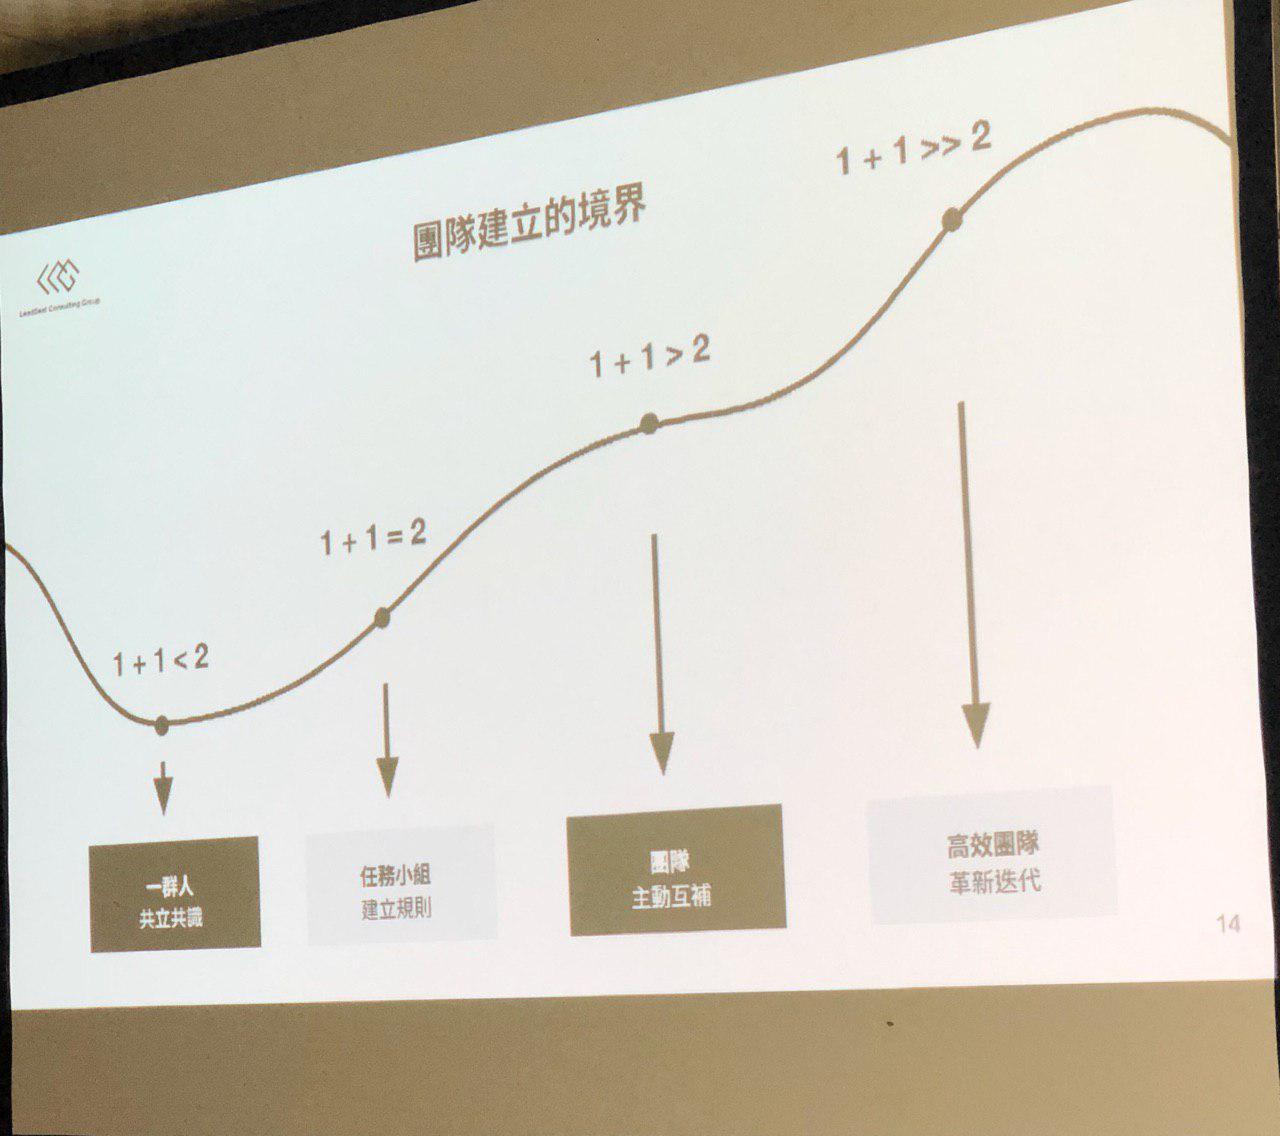 團隊建立的境界
Consulting Group
1 + 1 >> 2
1 + 1 > 2
1 + 1 = 2
1 + 1 < 2
一群人
共立共識
任務小組
建立規則
團隊
主動互補
高效團隊
革新迭代
14